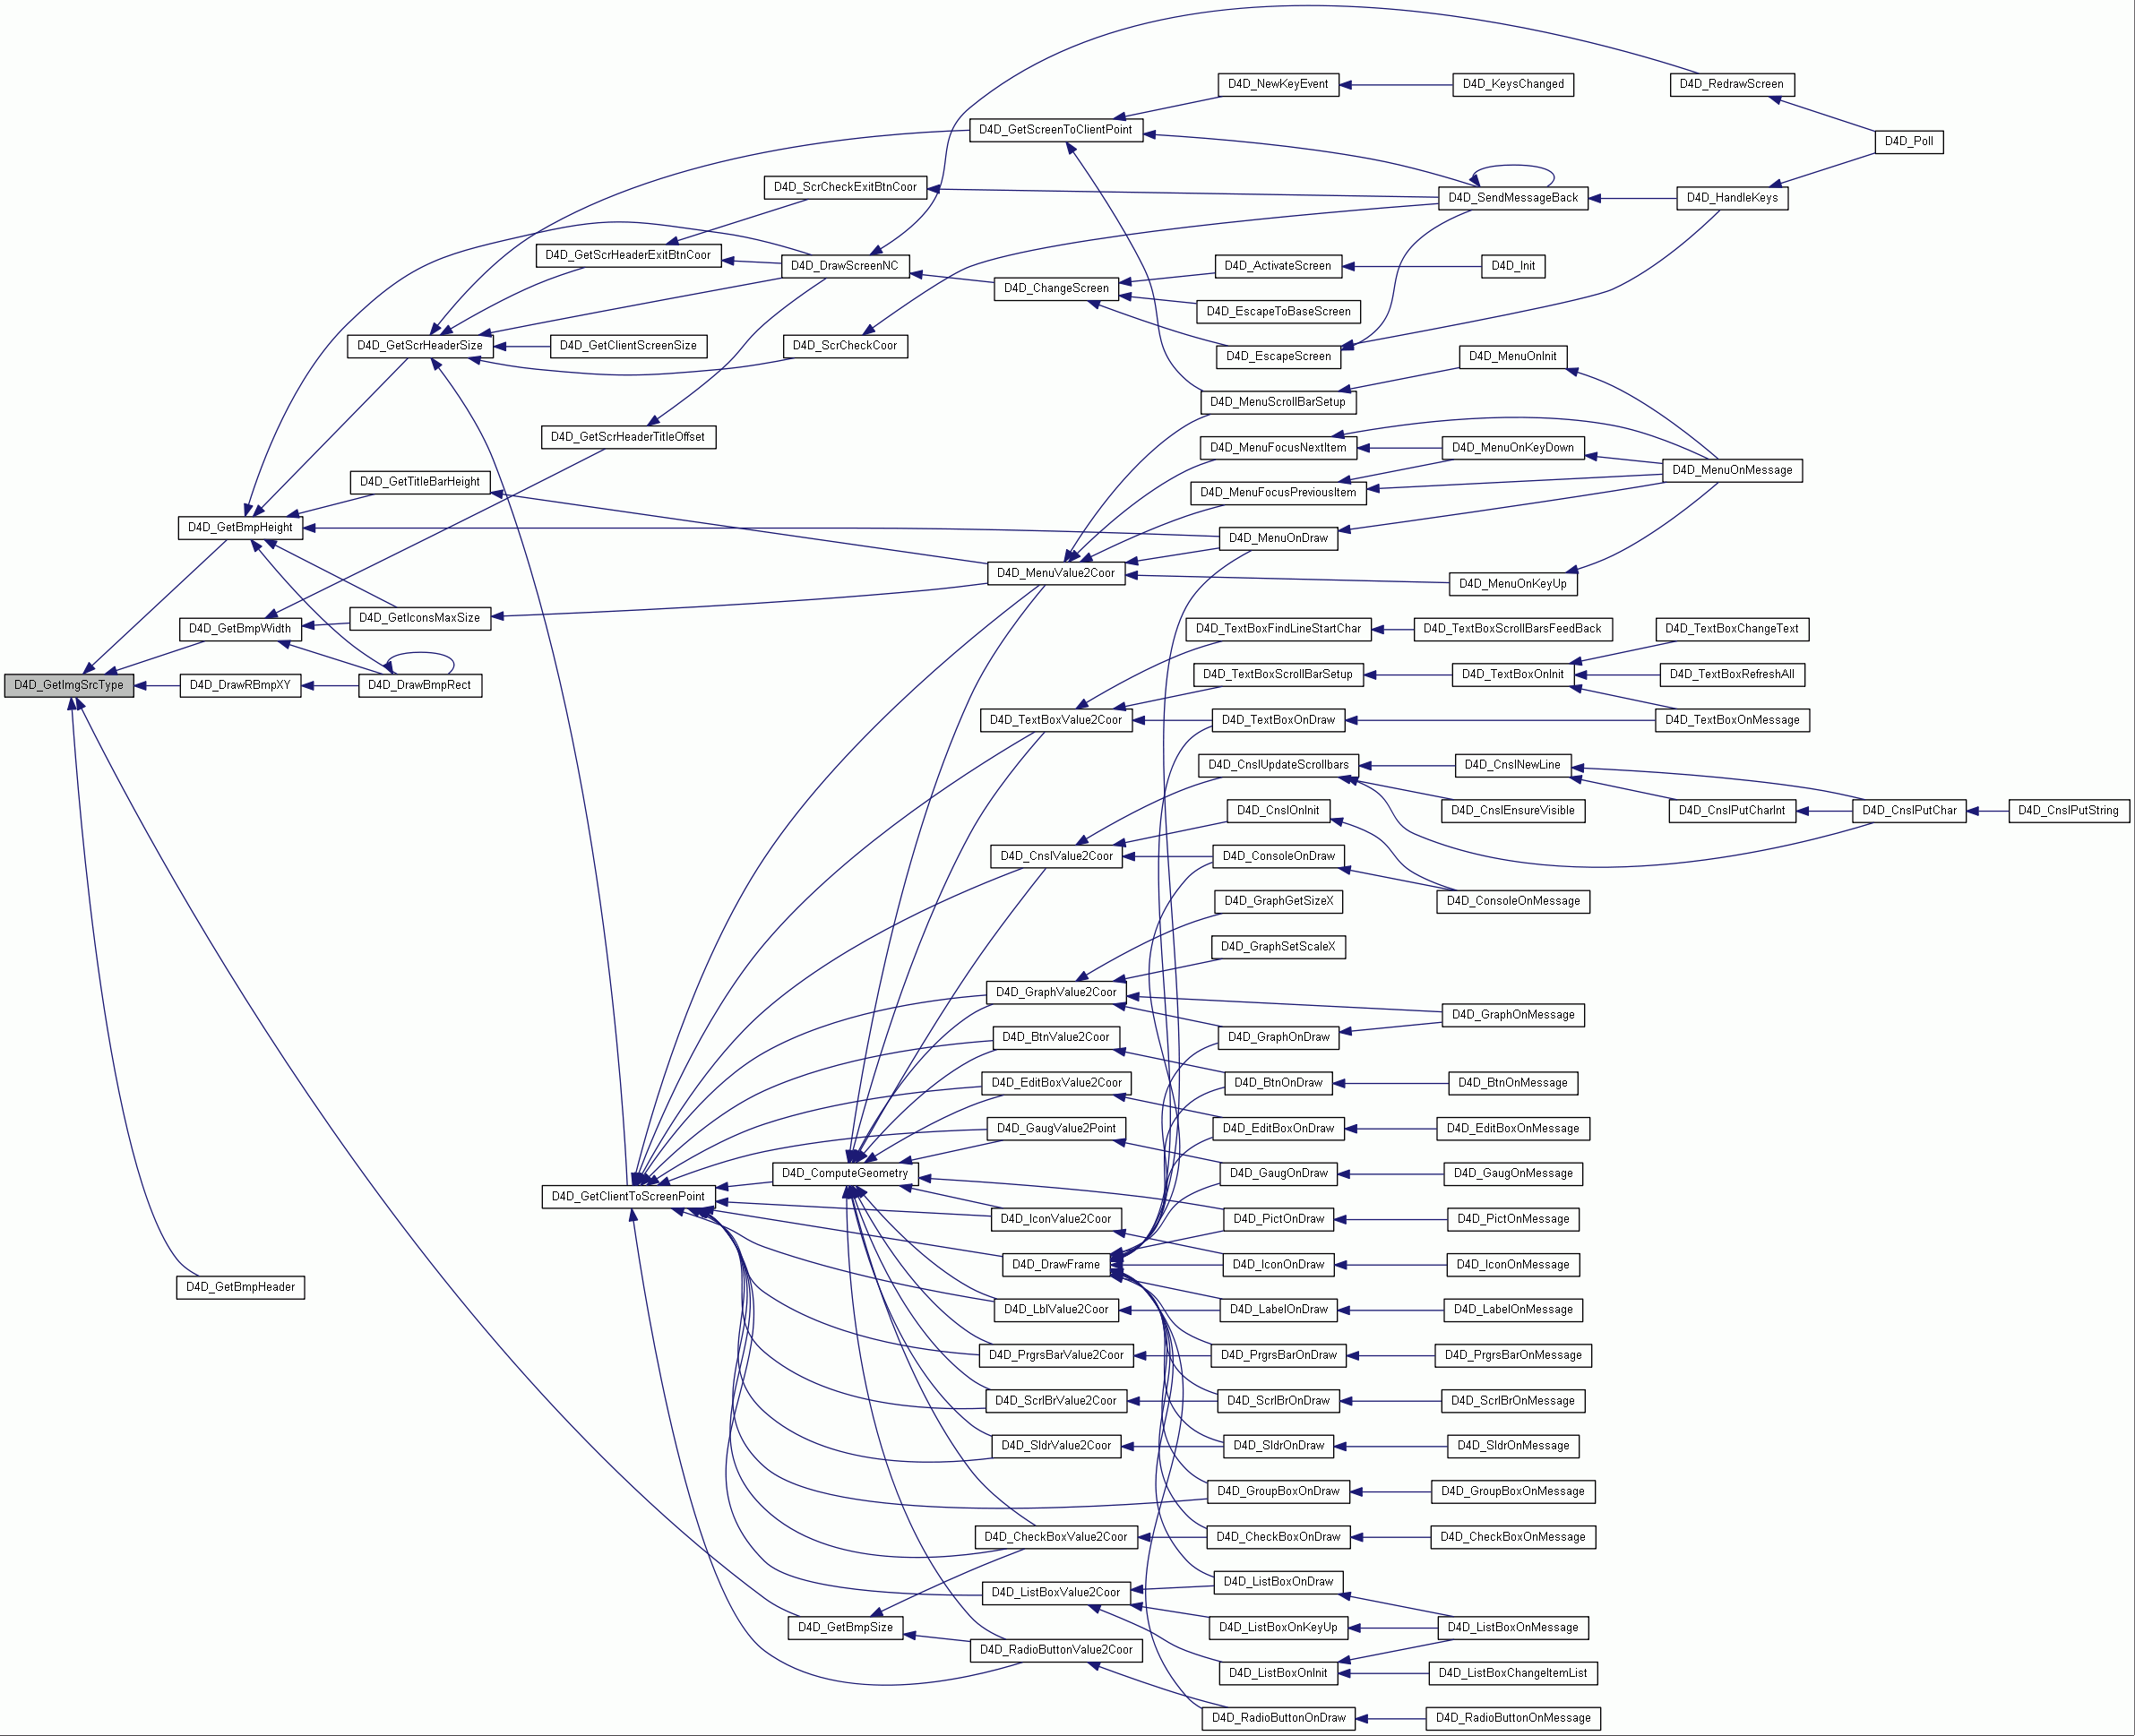 D4D_NewKeyEvent
D4D_KeysChanged
D4D_RedrawScreen
D4D_GetScreenToClientPoint
D4D_Poll
D4D_ScrCheckExitBtnCoor
D4D_SendMessageBack
D4D_HandleKeys
D4D_GetScrHeaderExitBtnCoor
D4D_DrawScreenNC
D4D_ActivateScreen
D4D_Init
D4D_ChangeScreen
D4D_EscapeToBaseScreen
D4D_GetScrHeaderSize
D4D_GetClientScreenSize
D4D_ScrCheckCoor
D4D_EscapeScreen
D4D_MenuOnInit
D4D_MenuScrollBarSetup
D4D_GetScrHeaderTitleOffset
D4D_MenuFocusNextItem
D4D_MenuOnKeyDown
D4D_MenuOnMessage
D4D_GetTitleBarHeight
D4D_MenuFocusPreviousItem
D4D_GetBmpHeight
D4D_MenuOnDraw
D4D_MenuValue2Coor
D4D_MenuOnKeyUp
D4D_GetIconsMaxSize
D4D_GetBmpWidth
D4D_TextBoxFindLineStartChar
D4D_TextBoxScrollBarsFeedBack
D4D_TextBoxChangeText
D4D_GetImgSrcType
D4D_DrawRBmpXY
D4D_DrawBmpRect
D4D_TextBoxScrollBarSetup
D4D_TextBoxOnInit
D4D_TextBoxRefreshAll
D4D_TextBoxValue2Coor
D4D_TextBoxOnDraw
D4D_TextBoxOnMessage
D4D_CnslUpdateScrollbars
D4D_CnslNewLine
D4D_CnslOnInit
D4D_CnslEnsureVisible
D4D_CnslPutCharInt
D4D_CnslPutChar
D4D_CnslPutString
D4D_CnslValue2Coor
D4D_ConsoleOnDraw
D4D_GraphGetSizeX
D4D_ConsoleOnMessage
D4D_GraphSetScaleX
D4D_GraphValue2Coor
D4D_GraphOnMessage
D4D_BtnValue2Coor
D4D_GraphOnDraw
D4D_EditBoxValue2Coor
D4D_BtnOnDraw
D4D_BtnOnMessage
D4D_GaugValue2Point
D4D_EditBoxOnDraw
D4D_EditBoxOnMessage
D4D_ComputeGeometry
D4D_GaugOnDraw
D4D_GaugOnMessage
D4D_GetClientToScreenPoint
D4D_IconValue2Coor
D4D_PictOnDraw
D4D_PictOnMessage
D4D_GetBmpHeader
D4D_DrawFrame
D4D_IconOnDraw
D4D_IconOnMessage
D4D_LblValue2Coor
D4D_LabelOnDraw
D4D_LabelOnMessage
D4D_PrgrsBarValue2Coor
D4D_PrgrsBarOnDraw
D4D_PrgrsBarOnMessage
D4D_ScrlBrValue2Coor
D4D_ScrlBrOnDraw
D4D_ScrlBrOnMessage
D4D_SldrValue2Coor
D4D_SldrOnDraw
D4D_SldrOnMessage
D4D_GroupBoxOnDraw
D4D_GroupBoxOnMessage
D4D_CheckBoxValue2Coor
D4D_CheckBoxOnDraw
D4D_CheckBoxOnMessage
D4D_ListBoxValue2Coor
D4D_ListBoxOnDraw
D4D_GetBmpSize
D4D_ListBoxOnKeyUp
D4D_ListBoxOnMessage
D4D_RadioButtonValue2Coor
D4D_ListBoxOnInit
D4D_ListBoxChangeItemList
D4D_RadioButtonOnDraw
D4D_RadioButtonOnMessage